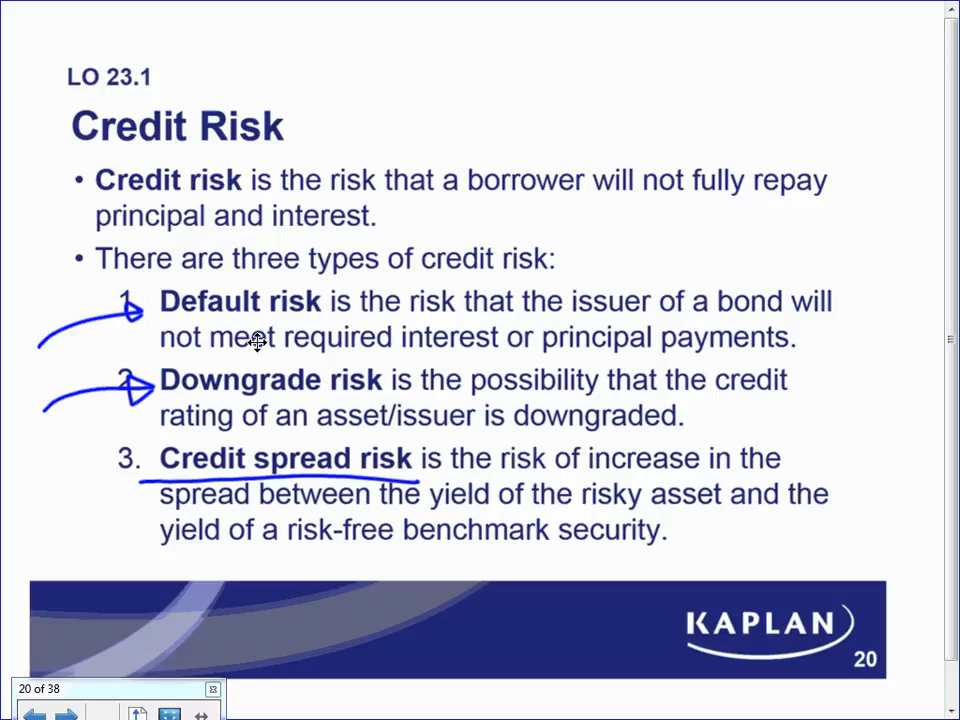 LO 23.1
Credit Risk
• Credit risk is the risk that a borrower will not fully repay
principal and interest.
• There are three types of credit risk:
1. Default risk is the risk that the issuer of a bond will
not meet required interest or principal payments.
2. Downgrade risk is the possibility that the credit
rating of an asset/issuer is downgraded.
3. Credit spread risk is the risk of increase in the
spread between the yield of the risky asset and the
yield of a risk-free benchmark security.
KAPLAN
20
20 of 38